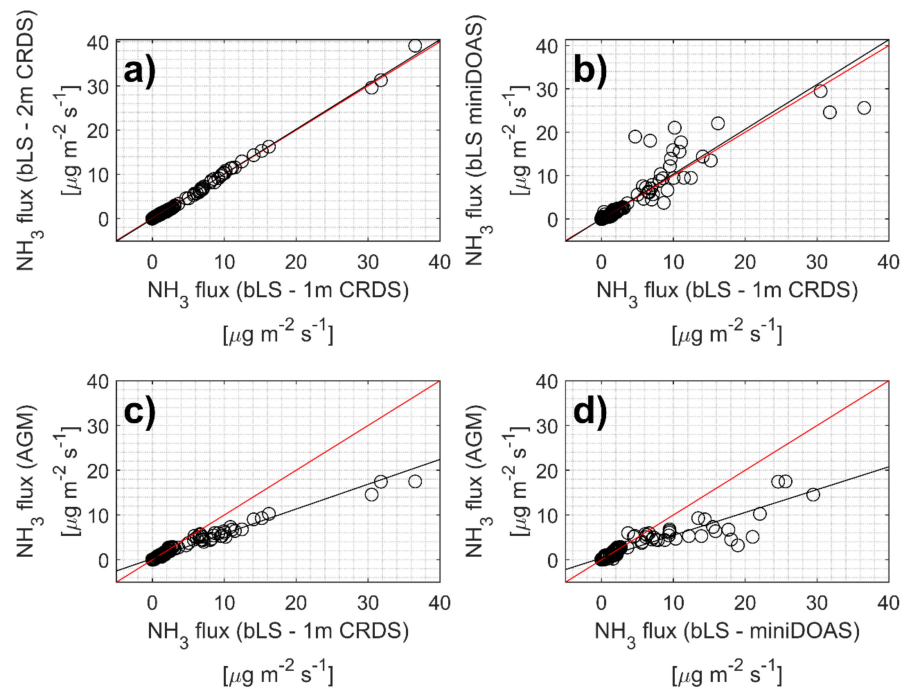 a)
NH3 flux (bLS - 2m CRDS)
[μg m-2 s-1]
40
30
20
10
0
0 10 20 30 40
NH3 flux (bLS - 1m CRDS)
[μg m-2 s-1]
b)
NH3 flux (bLS miniDOAS)
[μg m-2 s-1]
40
30
20
10
0
0 10 20 30 40
NH3 flux (bLS - 1m CRDS)
[μg m-2 s-1]
c)
NH3 flux (AGM)
[μg m-2 s-1]
40
30
20
10
0
0 10 20 30 40
NH3 flux (bLS - 1m CRDS)
[μg m-2 s-1]
d)
NH3 flux (AGM)
[μg m-2 s-1]
40
30
20
10
0
0 10 20 30 40
NH3 flux (bLS - miniDOAS)
[μg m-2 s-1]